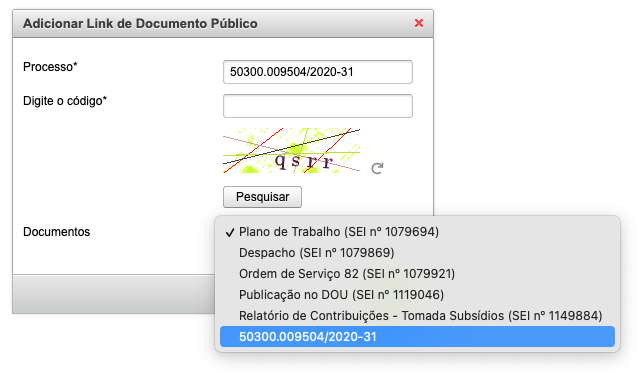 Adicionar Link de Documento Público
Processo*
50300.009504/2020-31
Digite o código*
qsrr
Pesquisar
Documentos
✓ Plano de Trabalho (SEI nº 1079694)
Despacho (SEI nº 1079869)
Ordem de Serviço 82 (SEI nº 1079921)
Publicação no DOU (SEI nº 1119046)
Relatório de Contribuições - Tomada Subsídios (SEI nº 1149884)
50300.009504/2020-31